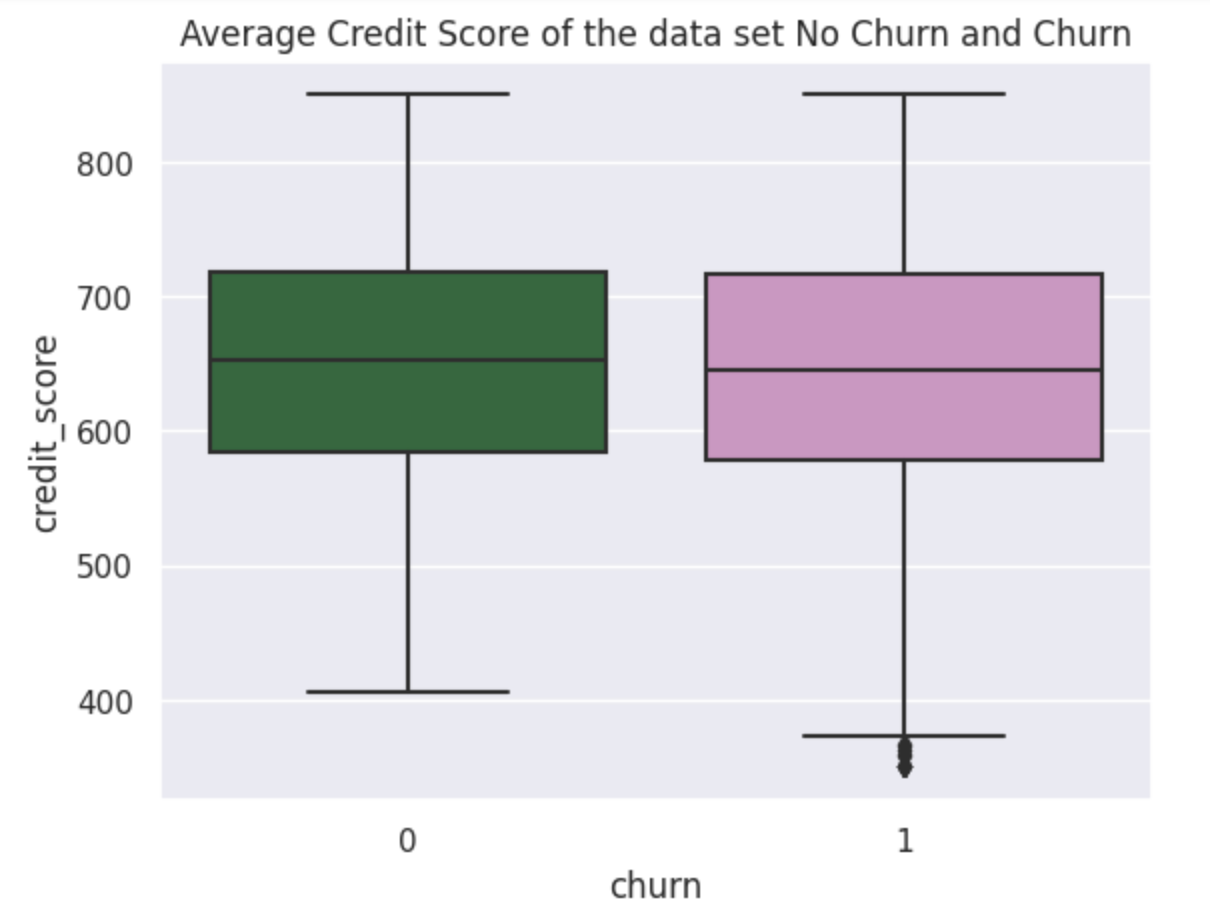 Average Credit Score of the data set No Churn and Churn
credit_score
800
700
600
500
400
0 1
churn